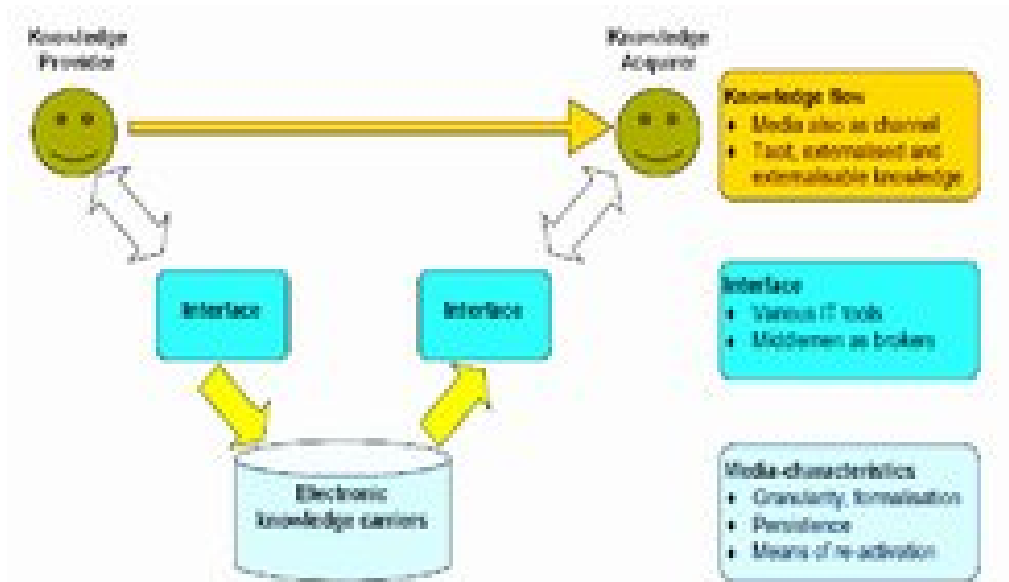 Knowledge
Provider
Knowledge
Acquirer
Knowledge flow
♦ Media also as channel
♦ Tacit, externalised and
externalisable knowledge
Interface
Interface
Interface
♦ Various IT tools
♦ Middlemen as brokers
Electronic
knowledge carriers
Media-characteristics
♦ Granularity, formalisation
♦ Persistence
♦ Means of re-activation